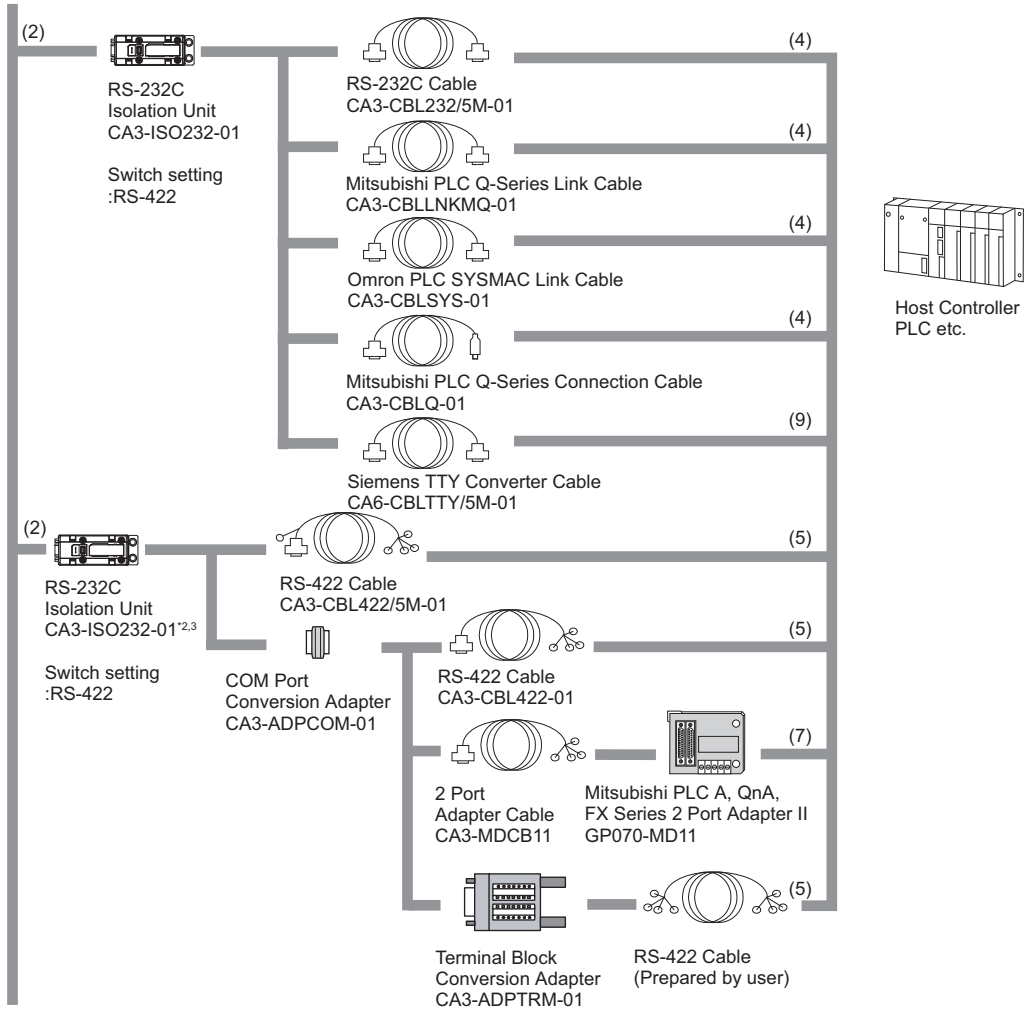 (2)
RS-232C
Isolation Unit
CA3-ISO232-01
Switch setting
:RS-422
(4)
RS-232C Cable
CA3-CBL232/5M-01
(4)
Mitsubishi PLC Q-Series Link Cable
CA3-CBLLNKMQ-01
(4)
Omron PLC SYSMAC Link Cable
CA3-CBLSYS-01
(4)
Mitsubishi PLC Q-Series Connection Cable
CA3-CBLQ-01
(9)
Siemens TTY Converter Cable
CA6-CBLTTY/5M-01
Host Controller
PLC etc.
(2)
RS-232C
Isolation Unit
CA3-ISO232-01*2,3
Switch setting
:RS-422
(5)
RS-422 Cable
CA3-CBL422/5M-01
COM Port
Conversion Adapter
CA3-ADPCOM-01
(5)
RS-422 Cable
CA3-CBL422-01
(7)
2 Port
Adapter Cable
CA3-MDCB11
Mitsubishi PLC A, QnA,
FX Series 2 Port Adapter II
GP070-MD11
(5)
Terminal Block
Conversion Adapter
CA3-ADPTRM-01
RS-422 Cable
(Prepared by user)